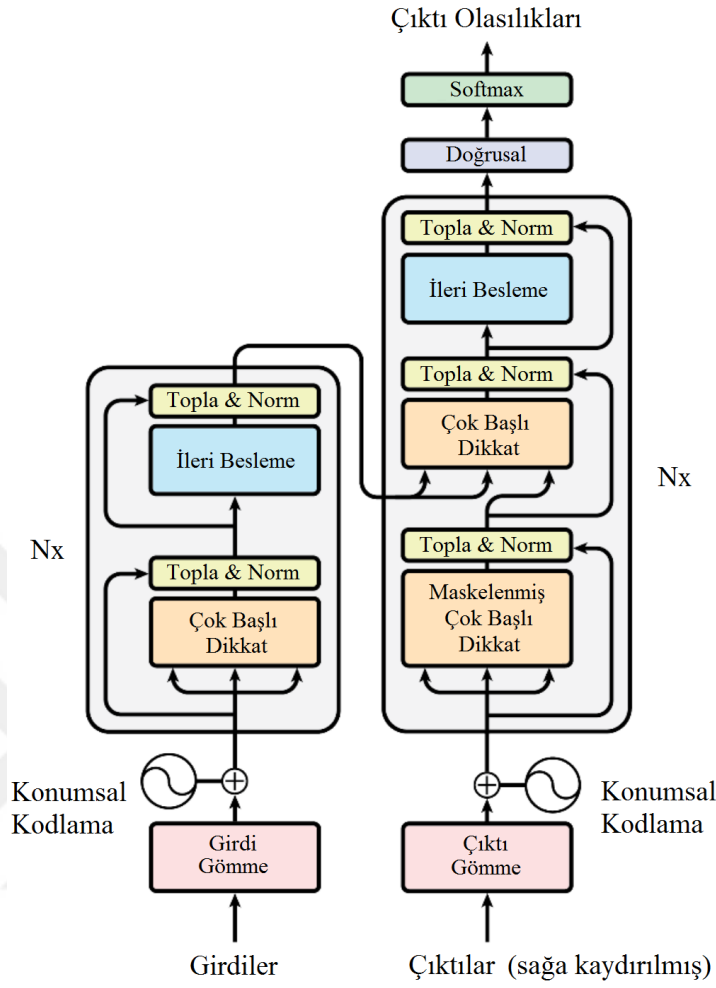 Çıktı Olasılıkları
Softmax
Doğrusal
Topla & Norm
İleri Besleme
Topla & Norm
Çok Başlı
Dikkat
Nx
Topla & Norm
Maskelenmiş
Çok Başlı
Dikkat
Konumsal
Kodlama
Çıktı
Gömme
Çıktılar (sağa kaydırılmış)
Topla & Norm
İleri Besleme
Nx
Topla & Norm
Çok Başlı
Dikkat
Konumsal
Kodlama
Girdi
Gömme
Girdiler